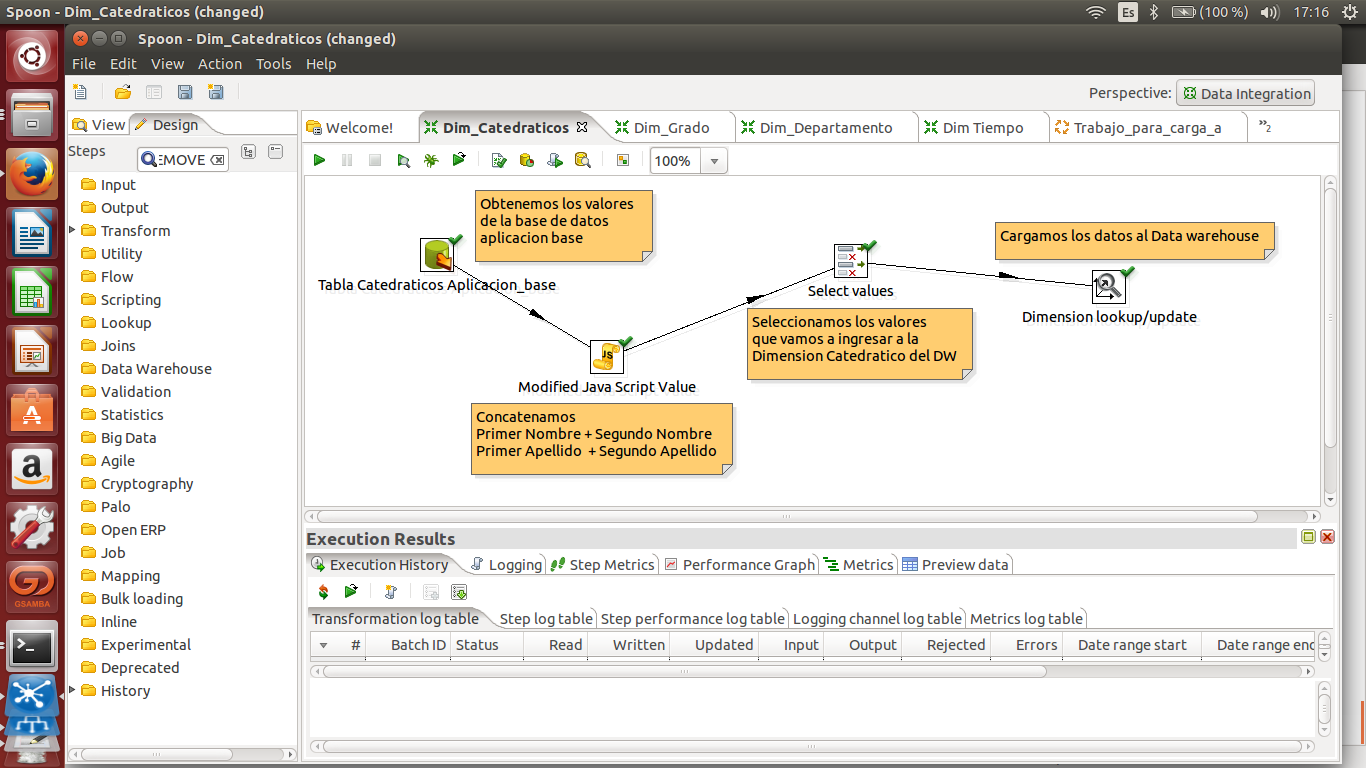 Spoon - Dim_Catedraticos (changed)
Es
(100 %)
17:16
Spoon - Dim_Catedraticos (changed)
File Edit View Action Tools Help
Perspective: Data Integration
View Design
Steps
EMOVE
Input
Output
Transform
Utility
Flow
Scripting
Lookup
Joins
Data Warehouse
Validation
Statistics
Big Data
Agile
Cryptography
Palo
Open ERP
Job
Mapping
Bulk loading
Inline
Experimental
Deprecated
History
Welcome! Dim_Catedraticos Dim_Grado Dim_Departamento Dim Tiempo Trabajo_para_carga_a »2
100%
Obtenemos los valores
de la base de datos
aplicacion base
Tabla Catedraticos Aplicacion_base
JS
Modified Java Script Value
Concatenamos
Primer Nombre + Segundo Nombre
Primer Apellido + Segundo Apellido
Select values
Seleccionamos los valores
que vamos a ingresar a la
Dimension Catedratico del DW
Cargamos los datos al Data warehouse
Dimension lookup/update
Execution Results
Execution History Logging Step Metrics Performance Graph Metrics Preview data
Transformation log table Step log table Step performance log table Logging channel log table Metrics log table
# Batch ID Status Read Written Updated Input Output Rejected Errors Date range start Date range enc
GSAMBA